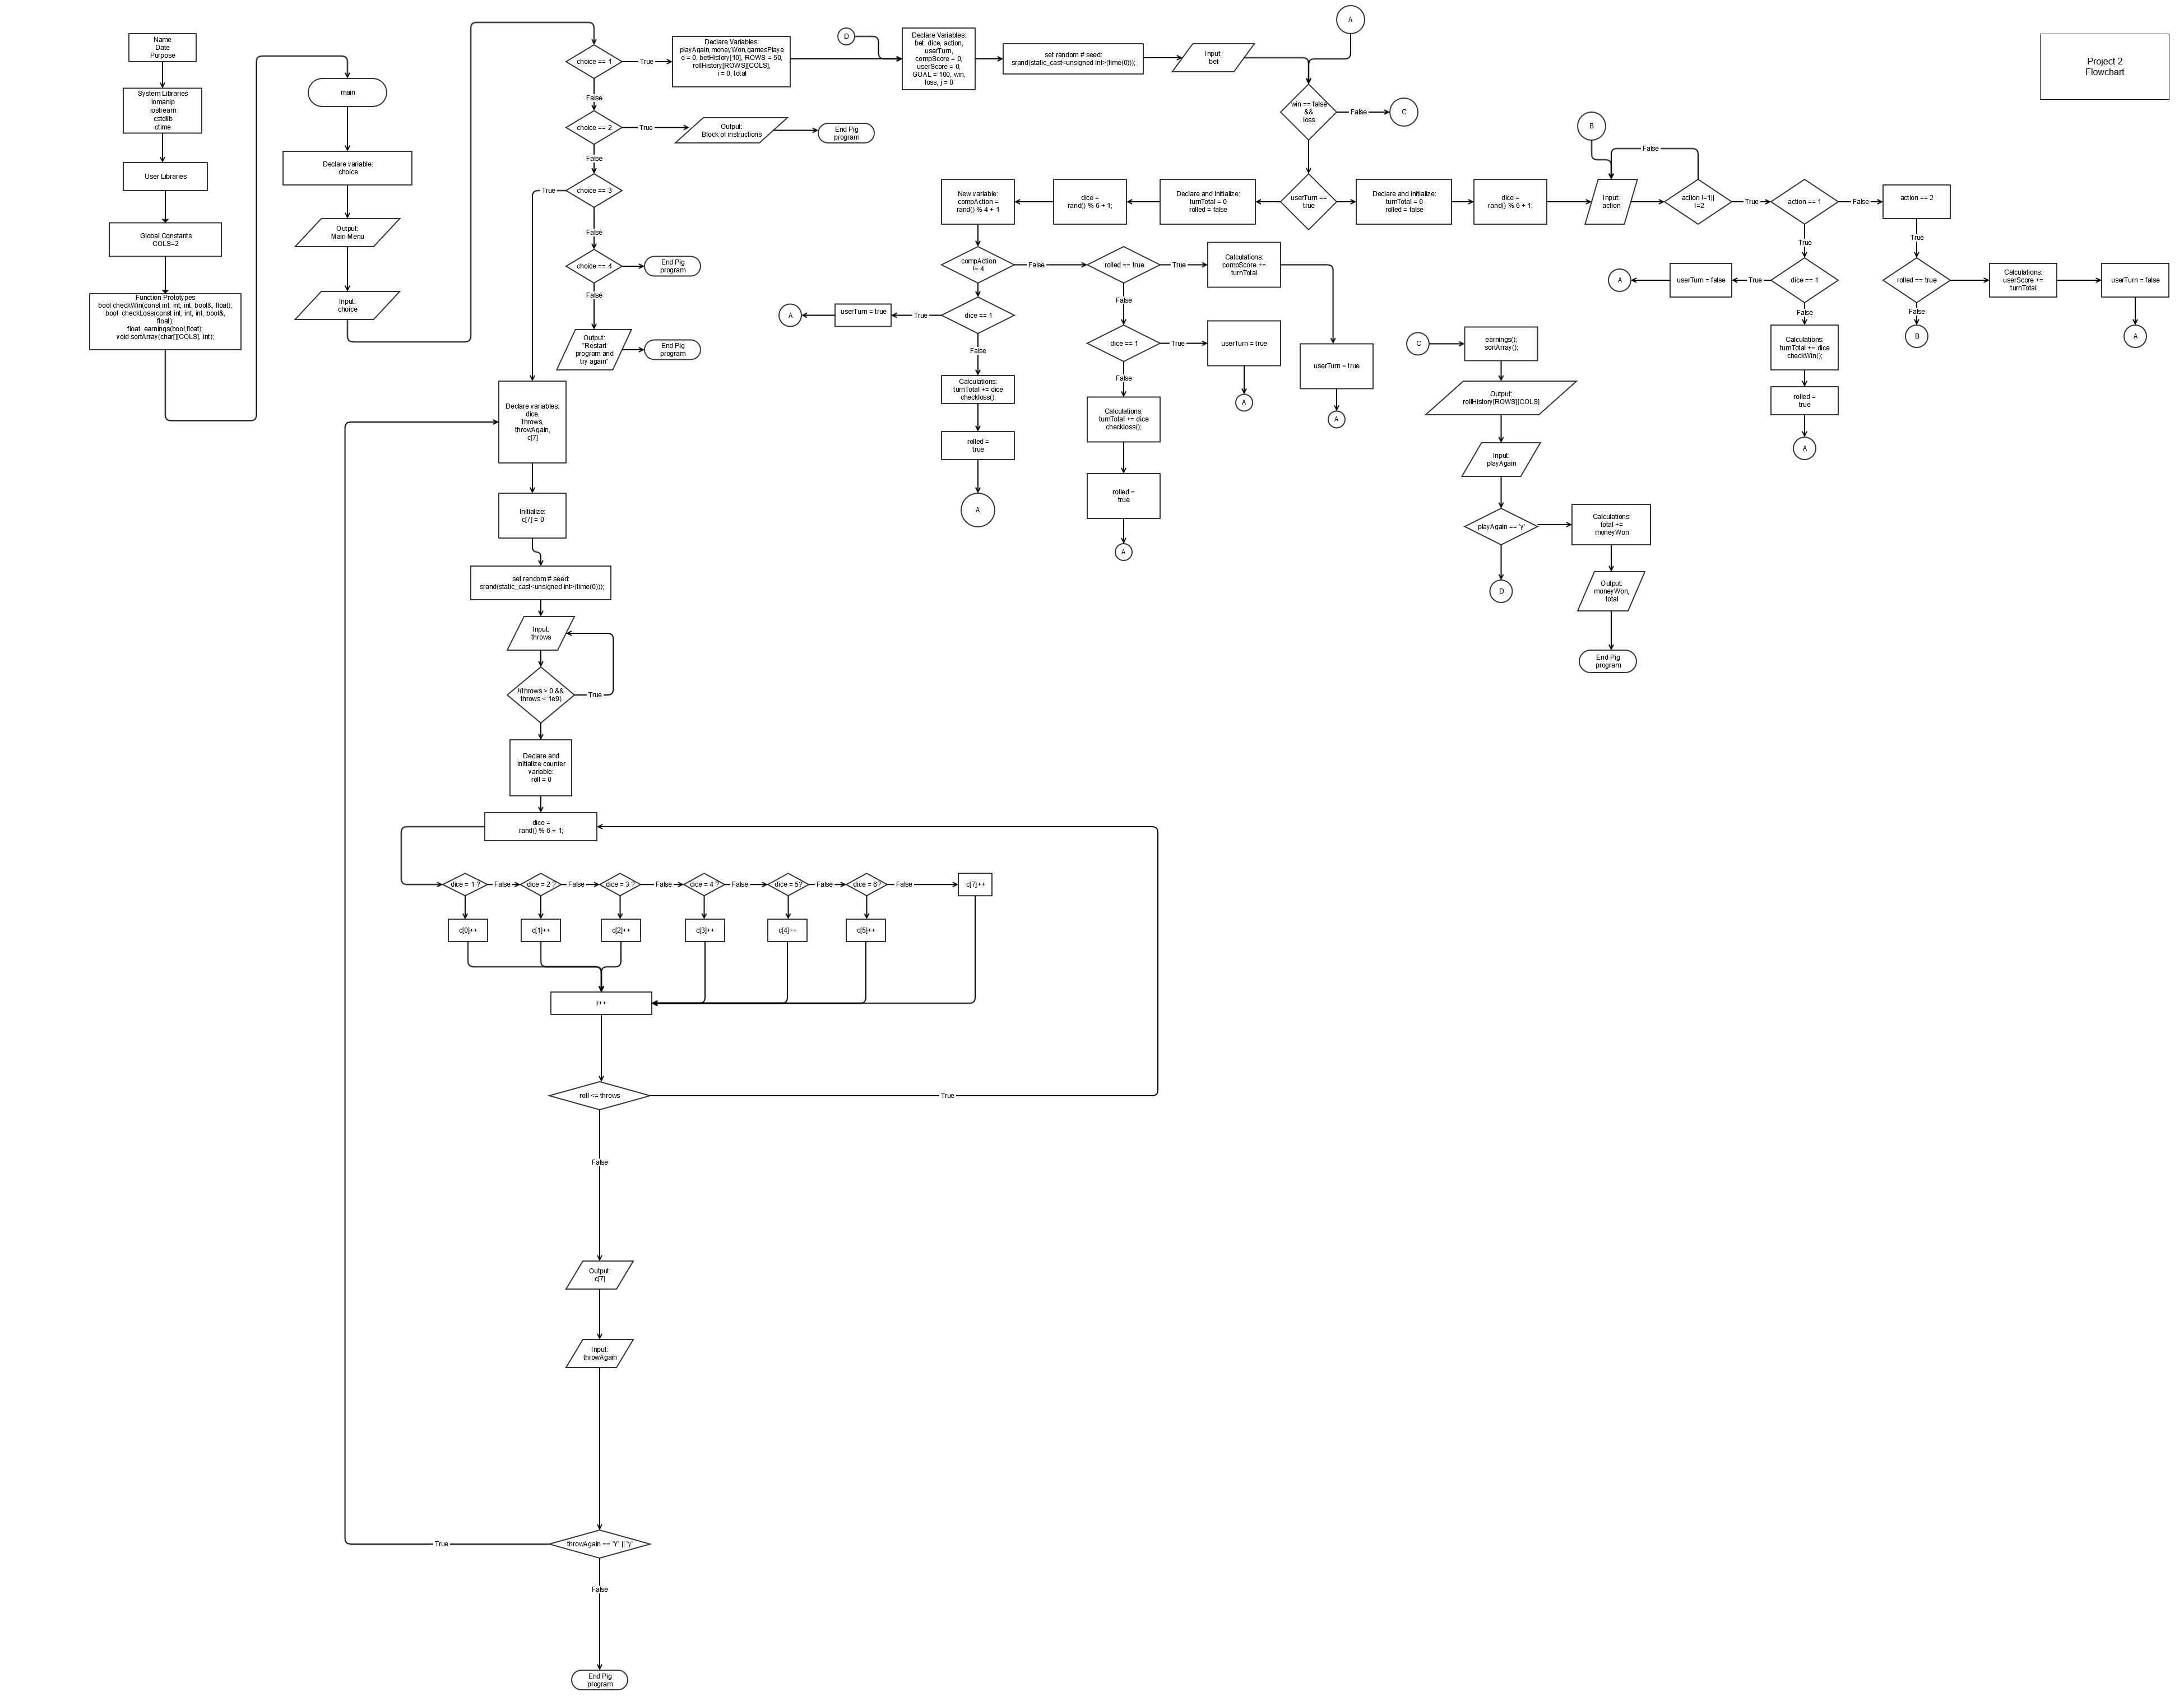 Project 2
Flowchart
Name
Date
Purpose
System Libraries
iomanip
iostream
cstdlib
ctime
User Libraries
Global Constants
COLS=2
Function Prototypes
bool checkWin(const int, int, int, bool&, float);
bool checkLoss(const int, int, int, bool&,
float);
float earnings(bool,float);
void sortArray(char[][COLS], int);
main
Declare variable:
choice
Output:
Main Menu
Input:
choice
choice == 1
True
False
Declare Variables:
playAgain,moneyWon,gamesPlaye
d = 0, betHistory[10], ROWS = 50,
rollHistory[ROWS][COLS],
i = 0, total
D
Declare Variables:
bet, dice, action,
userTurn,
compScore = 0,
userScore = 0,
GOAL = 100, win,
loss, j = 0
set random # seed:
srand(static_cast<unsigned int>(time(0)));
Input:
bet
A
choice == 2
True
False
Output:
Block of instructions
End Pig
program
choice == 3
True
False
choice == 4
False
End Pig
program
Output:
"Restart
program and
try again"
End Pig
program
win == false
&&
loss
False
C
userTurn ==
true
Declare and initialize:
turnTotal = 0
rolled = false
dice =
rand() % 6 + 1;
New variable:
compAction =
rand() % 4 + 1
compAction
!= 4
False
dice == 1
True
userTurn = true
A
False
Calculations:
turnTotal += dice
checkloss();
rolled =
true
A
rolled == true
True
Calculations:
compScore +=
turnTotal
userTurn = true
A
False
dice == 1
True
userTurn = true
A
False
Calculations:
turnTotal += dice
checkloss();
rolled =
true
A
Declare and initialize:
turnTotal = 0
rolled = false
dice =
rand() % 6 + 1;
B
Input:
action
False
action !=1||
!=2
True
action == 1
False
action == 2
True
True
dice == 1
True
userTurn = false
A
False
Calculations:
turnTotal += dice
checkWin();
rolled =
true
A
rolled == true
False
B
Calculations:
userScore +=
turnTotal
userTurn = false
A
C
earnings();
sortArray();
Output:
rollHistory[ROWS][COLS]
Input:
playAgain
playAgain == 'y'
D
Calculations:
total +=
moneyWon
Output:
moneyWon,
total
End Pig
program
Declare variables:
dice,
throws,
throwAgain,
c[7]
Initialize:
c[7] = 0
set random # seed:
srand(static_cast<unsigned int>(time(0)));
Input:
throws
!(throws > 0 &&
throws < 1e9)
True
Declare and
initialize counter
variable:
roll = 0
dice =
rand() % 6 + 1;
dice = 1 ?
False
dice = 2 ?
False
dice = 3 ?
False
dice = 4 ?
False
dice = 5?
False
dice = 6?
False
c[7]++
c[0]++
c[1]++
c[2]++
c[3]++
c[4]++
c[5]++
r++
roll <= throws
True
False
Output:
c[7]
Input:
throwAgain
throwAgain == 'Y' || 'y'
True
False
End Pig
program